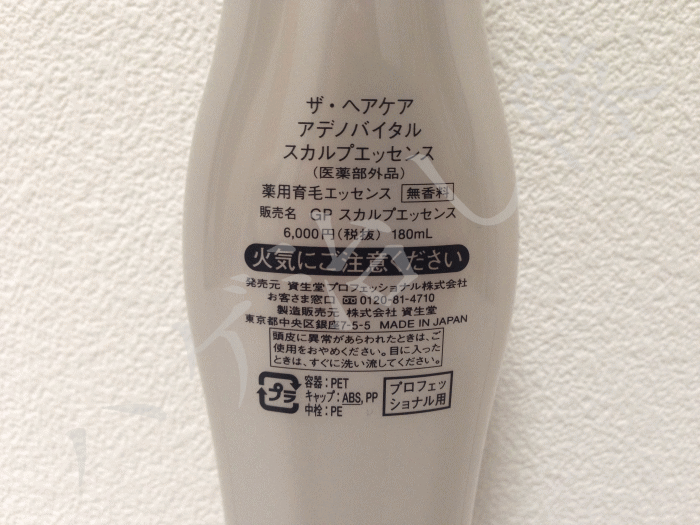 ザ・ヘアケア
アデノバイタル
スカルプエッセンス
（医薬部外品）
薬用育毛エッセンス 無香料
販売名 GP スカルプエッセンス
6,000円（税抜） 180mL
火気にご注意ください
発売元 資生堂プロフェッショナル株式会社
お客さま窓口 0120-81-4710
製造販売元 株式会社 資生堂
東京都中央区銀座7-5-5 MADE IN JAPAN
頭皮に異常があらわれたときは、ご
使用をおやめください。目に入った
ときは、すぐに洗い流してください。
プラ
容器：PET
キャップ：ABS, PP
中栓：PE
プロフェッ
ショナル用